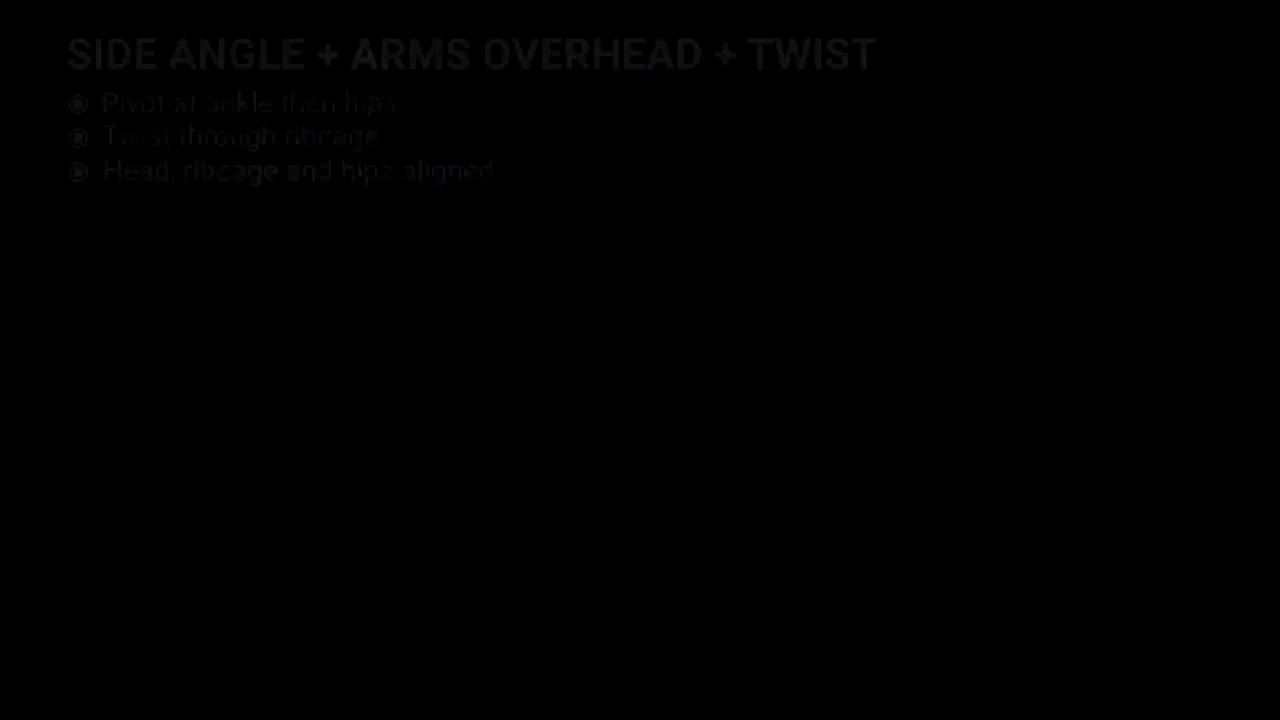 SIDE ANGLE + ARMS OVERHEAD + TWIST
Pivot at ankle then hips
Twist through ribcage
Head, ribcage and hips aligned